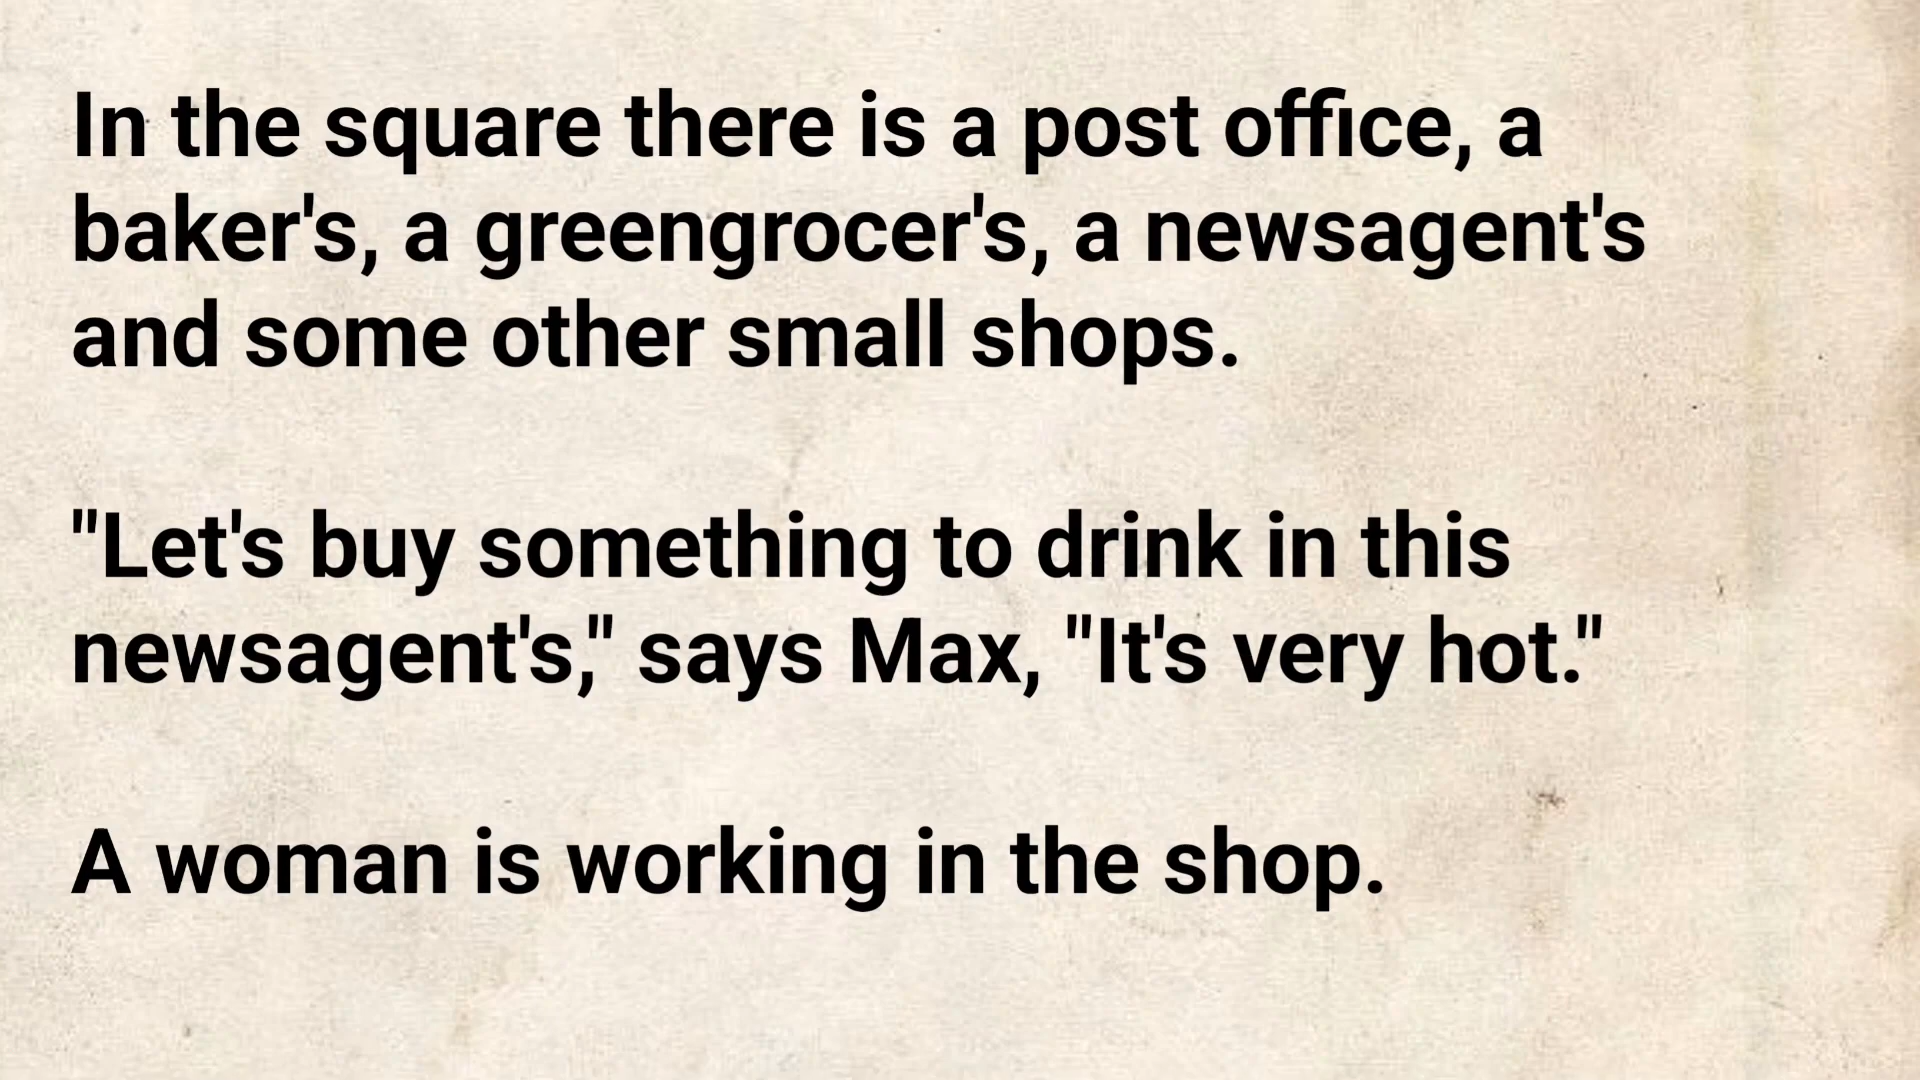 In the square there is a post office, a
baker's, a greengrocer's, a newsagent's
and some other small shops.
"Let's buy something to drink in this
newsagent's," says Max, "It's very hot."
A woman is working in the shop.